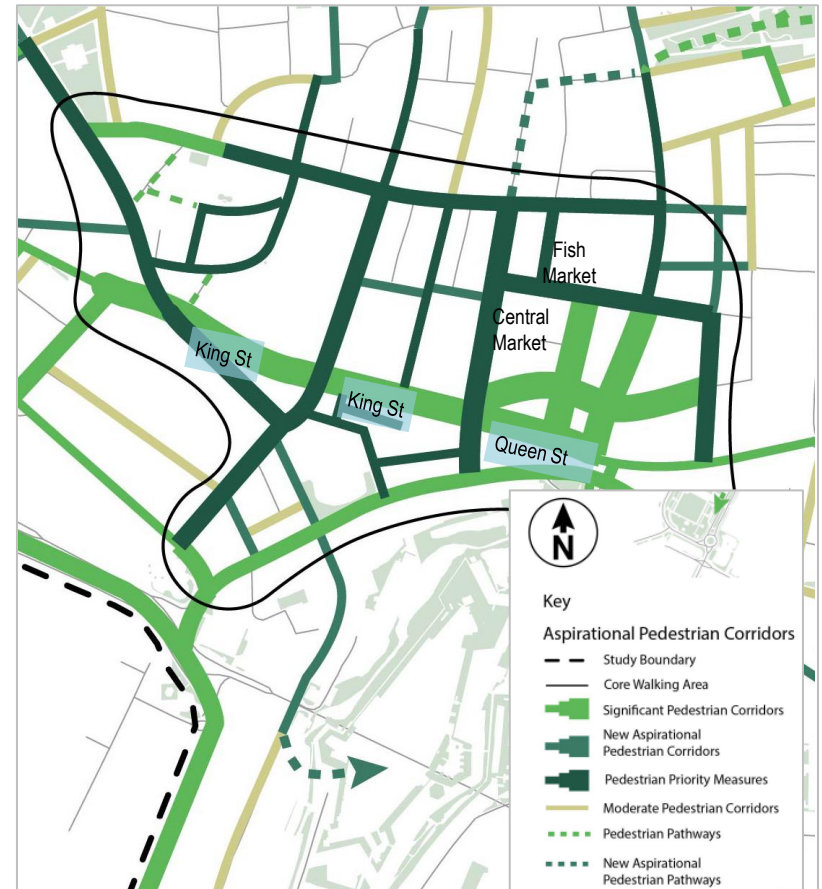 Fish
Market
Central
Market
King St
King St
Queen St
N
Key
Aspirational Pedestrian Corridors
Study Boundary
Core Walking Area
Significant Pedestrian Corridors
New Aspirational
Pedestrian Corridors
Pedestrian Priority Measures
Moderate Pedestrian Corridors
Pedestrian Pathways
New Aspirational
Pedestrian Pathways